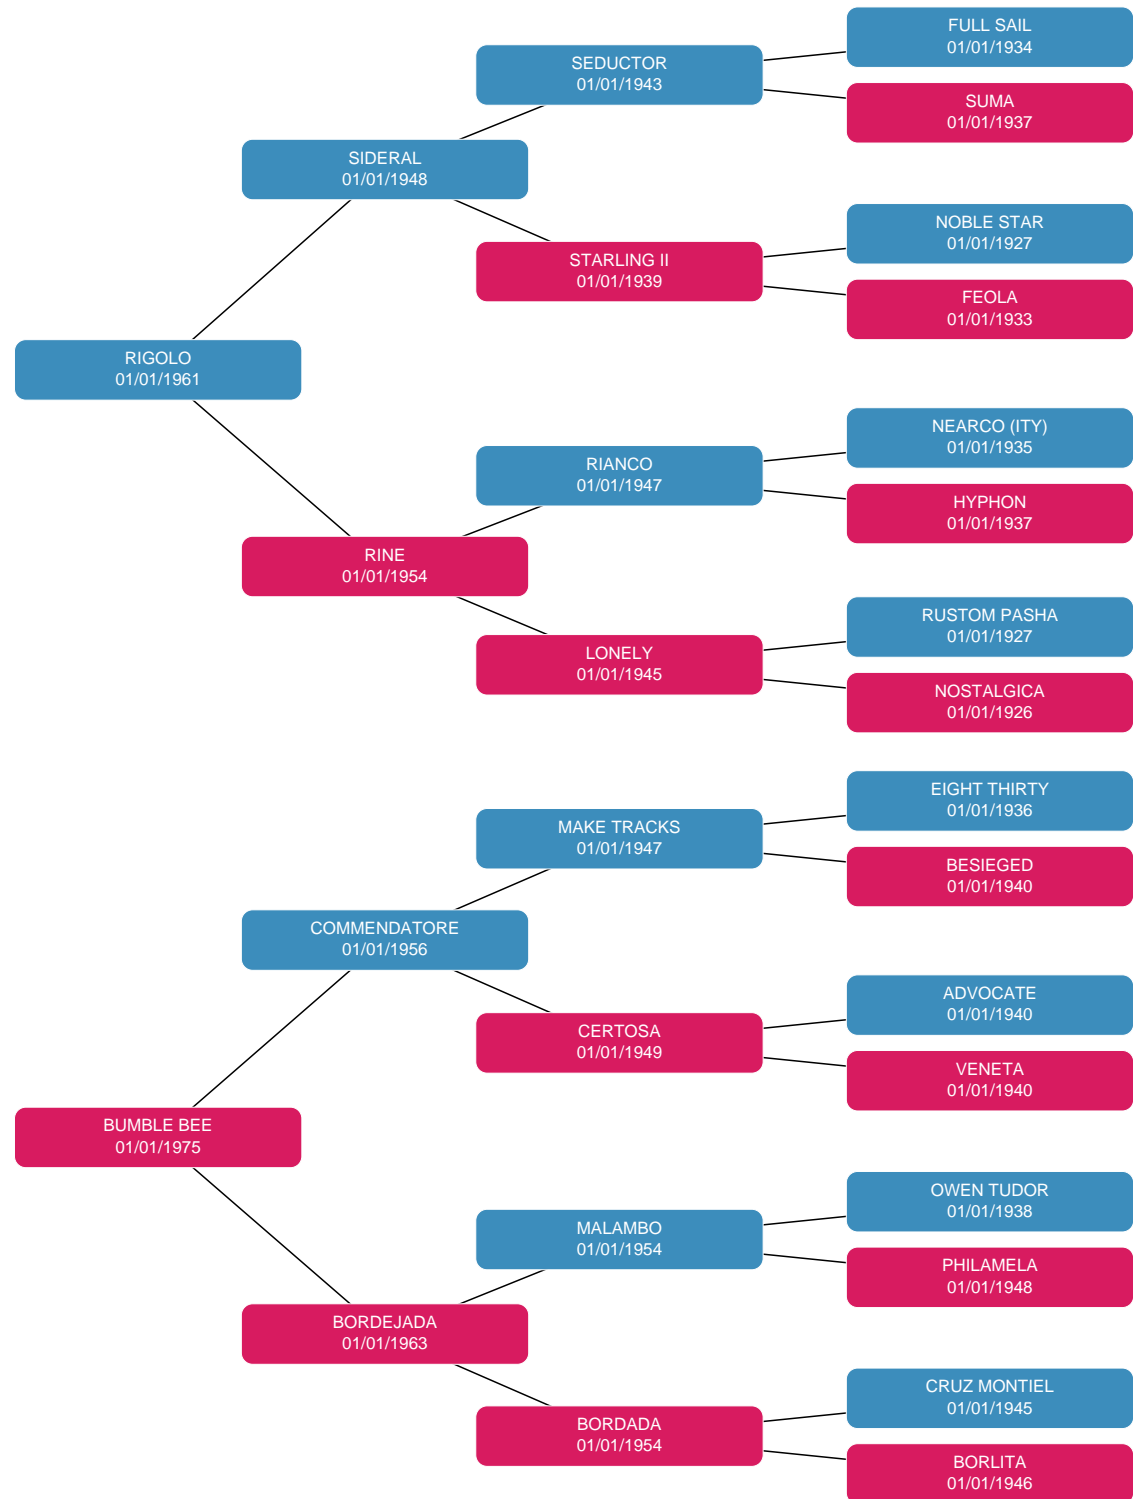 FULL SAIL
01/01/1934
SEDUCTOR
01/01/1943
SUMA
01/01/1937
SIDERAL
01/01/1948
NOBLE STAR
01/01/1927
STARLING II
01/01/1939
FEOLA
01/01/1933
RIGOLO
01/01/1961
NEARCO (ITY)
01/01/1935
RIANCO
01/01/1947
HYPHON
01/01/1937
RINE
01/01/1954
RUSTOM PASHA
01/01/1927
LONELY
01/01/1945
NOSTALGICA
01/01/1926
EIGHT THIRTY
01/01/1936
MAKE TRACKS
01/01/1947
BESIEGED
01/01/1940
COMMENDATORE
01/01/1956
ADVOCATE
01/01/1940
CERTOSA
01/01/1949
VENETA
01/01/1940
BUMBLE BEE
01/01/1975
OWEN TUDOR
01/01/1938
MALAMBO
01/01/1954
PHILAMELA
01/01/1948
BORDEJADA
01/01/1963
CRUZ MONTIEL
01/01/1945
BORDADA
01/01/1954
BORLITA
01/01/1946